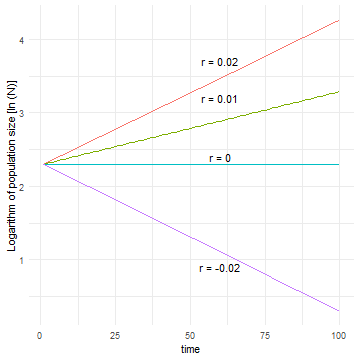 Logarithm of population size [ln (N)]
4
3
2
1
r = 0.02
r = 0.01
r = 0
r = -0.02
0
25
50
75
100
time